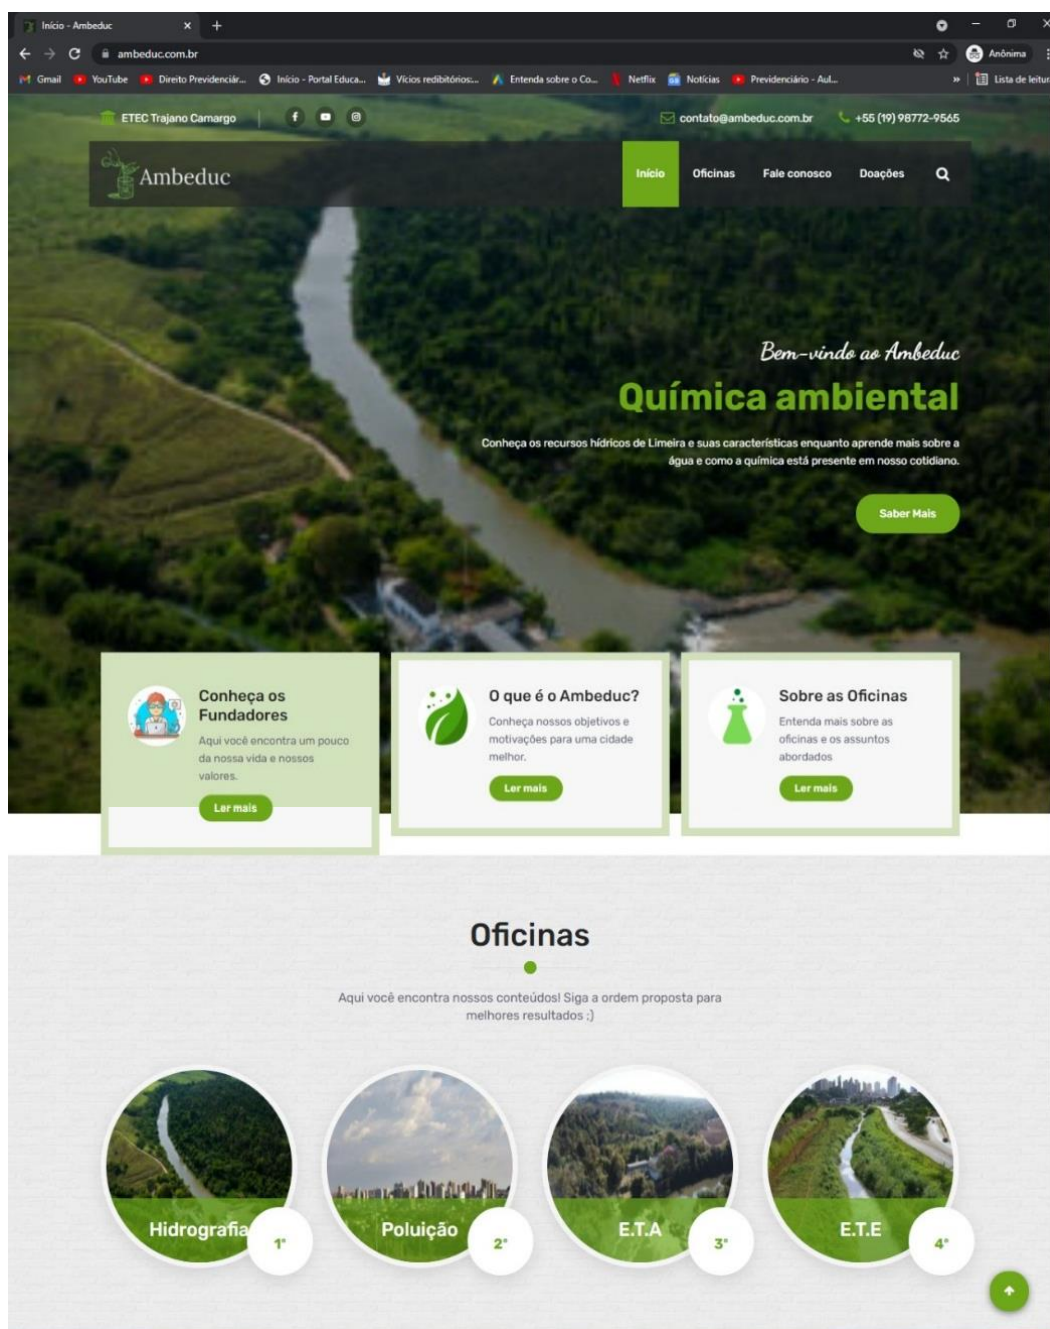 Início - Ambeduc
ambeduc.com.br
Anônima
Gmail YouTube Direito Previdenciár... Início - Portal Educa... Vícios redibitórios:... Entenda sobre o Co... Netflix Notícias Previdenciário - Aul... » Lista de leitura
ETEC Trajano Camargo
contato@ambeduc.com.br +55 (19) 98772-9565
Ambeduc
Início Oficinas Fale conosco Doações
Bem-vindo ao Ambeduc
Química ambiental
Conheça os recursos hídricos de Limeira e suas características enquanto aprende mais sobre a
água e como a química está presente em nosso cotidiano.
Saber Mais
Conheça os
Fundadores
Aqui você encontra um pouco
da nossa vida e nossos
valores.
Ler mais
O que é o Ambeduc?
Conheça nossos objetivos e
motivações para uma cidade
melhor.
Ler mais
Sobre as Oficinas
Entenda mais sobre as
oficinas e os assuntos
abordados
Ler mais
Oficinas
Aqui você encontra nossos conteúdos! Siga a ordem proposta para
melhores resultados ;)
Hidrografia
1°
Poluição
2°
E.T.A
3°
E.T.E
4°